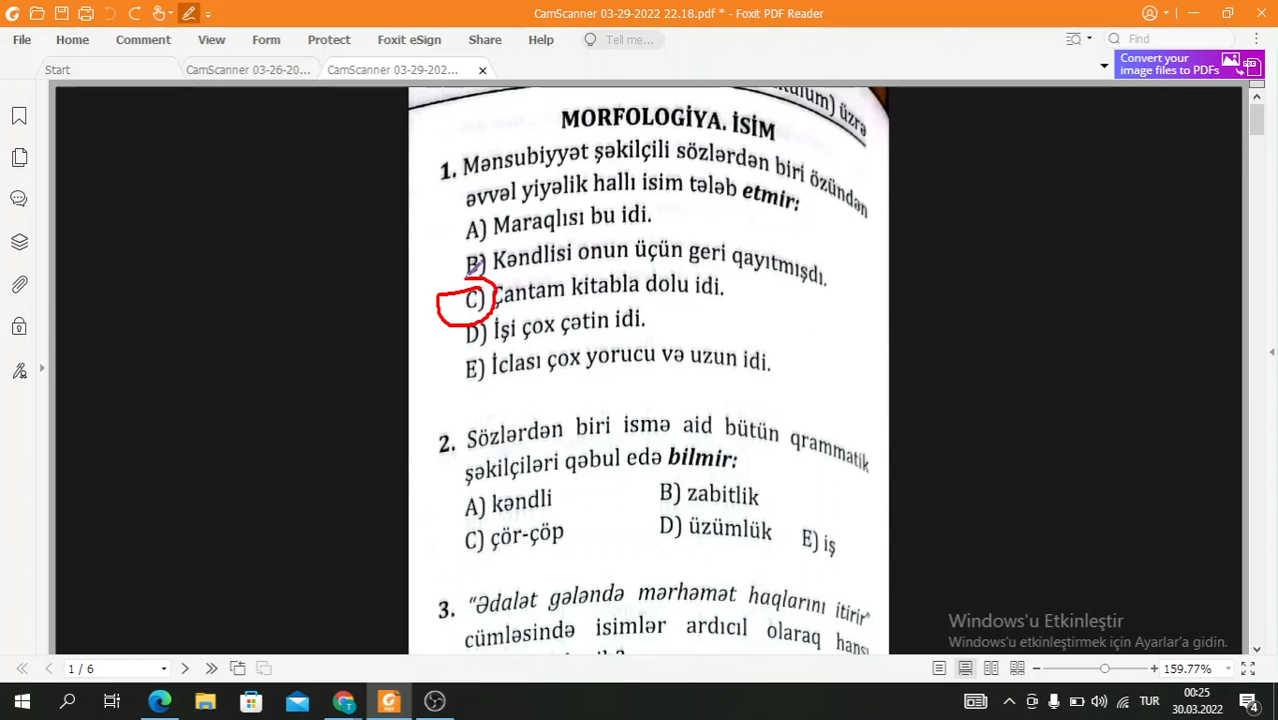 CamScanner 03-29-2022 22.18.pdf * - Foxit PDF Reader
File Home Comment View Form Protect Foxit eSign Share Help Tell me... Find
Start CamScanner 03-26-20... CamScanner 03-29-202...
Convert your
image files to PDFs
üzrə
MORFOLOGİYA. İSİM
1. Mənsubiyyət şəkilçili sözlərdən biri özündən
əvvəl yiyəlik hallı isim tələb etmir:
A) Maraqlısı bu idi.
B) Kəndlisi onun üçün geri qayıtmışdı.
C) Çantam kitabla dolu idi.
D) İşi çox çətin idi.
E) İclası çox yorucu və uzun idi.
2. Sözlərdən biri ismə aid bütün qrammatik
şəkilçiləri qəbul edə bilmir:
A) kəndli B) zabitlik
C) çör-çöp D) üzümlük E) iş
3. "Ədalət gələndə mərhəmət haqlarını itirir"
cümləsində isimlər ardıcıl olaraq hansı
Windows'u Etkinleştir
Windows'u etkinleştirmek için Ayarlar'a gidin.
1 / 6 159.77%
TUR 00:25
30.03.2022 4